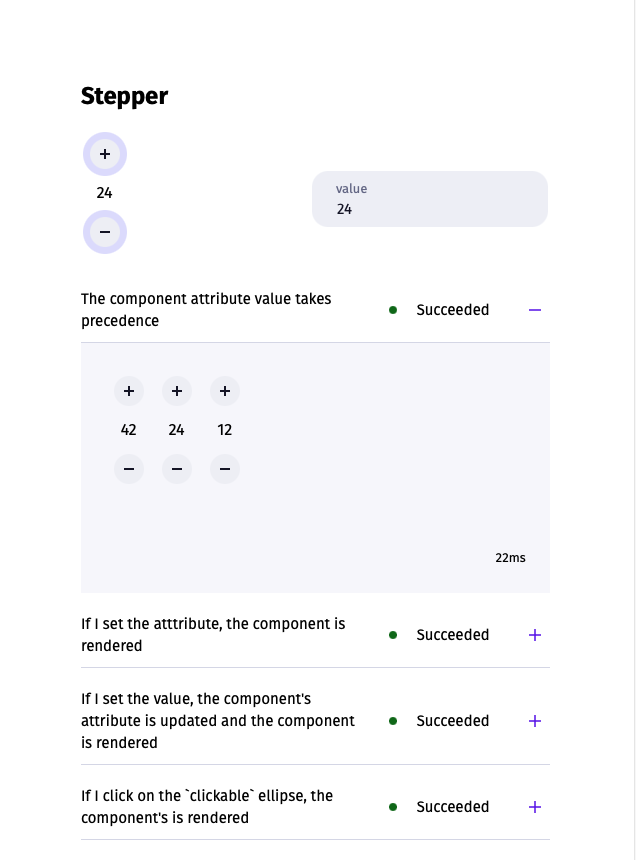 Stepper
+
24
−
value
24
The component attribute value takes
precedence
Succeeded
−
+ + +
42 24 12
− − −
22ms
If I set the atttribute, the component is
rendered
Succeeded
+
If I set the value, the component's
attribute is updated and the component
is rendered
Succeeded
+
If I click on the `clickable` ellipse, the
component's is rendered
Succeeded
+